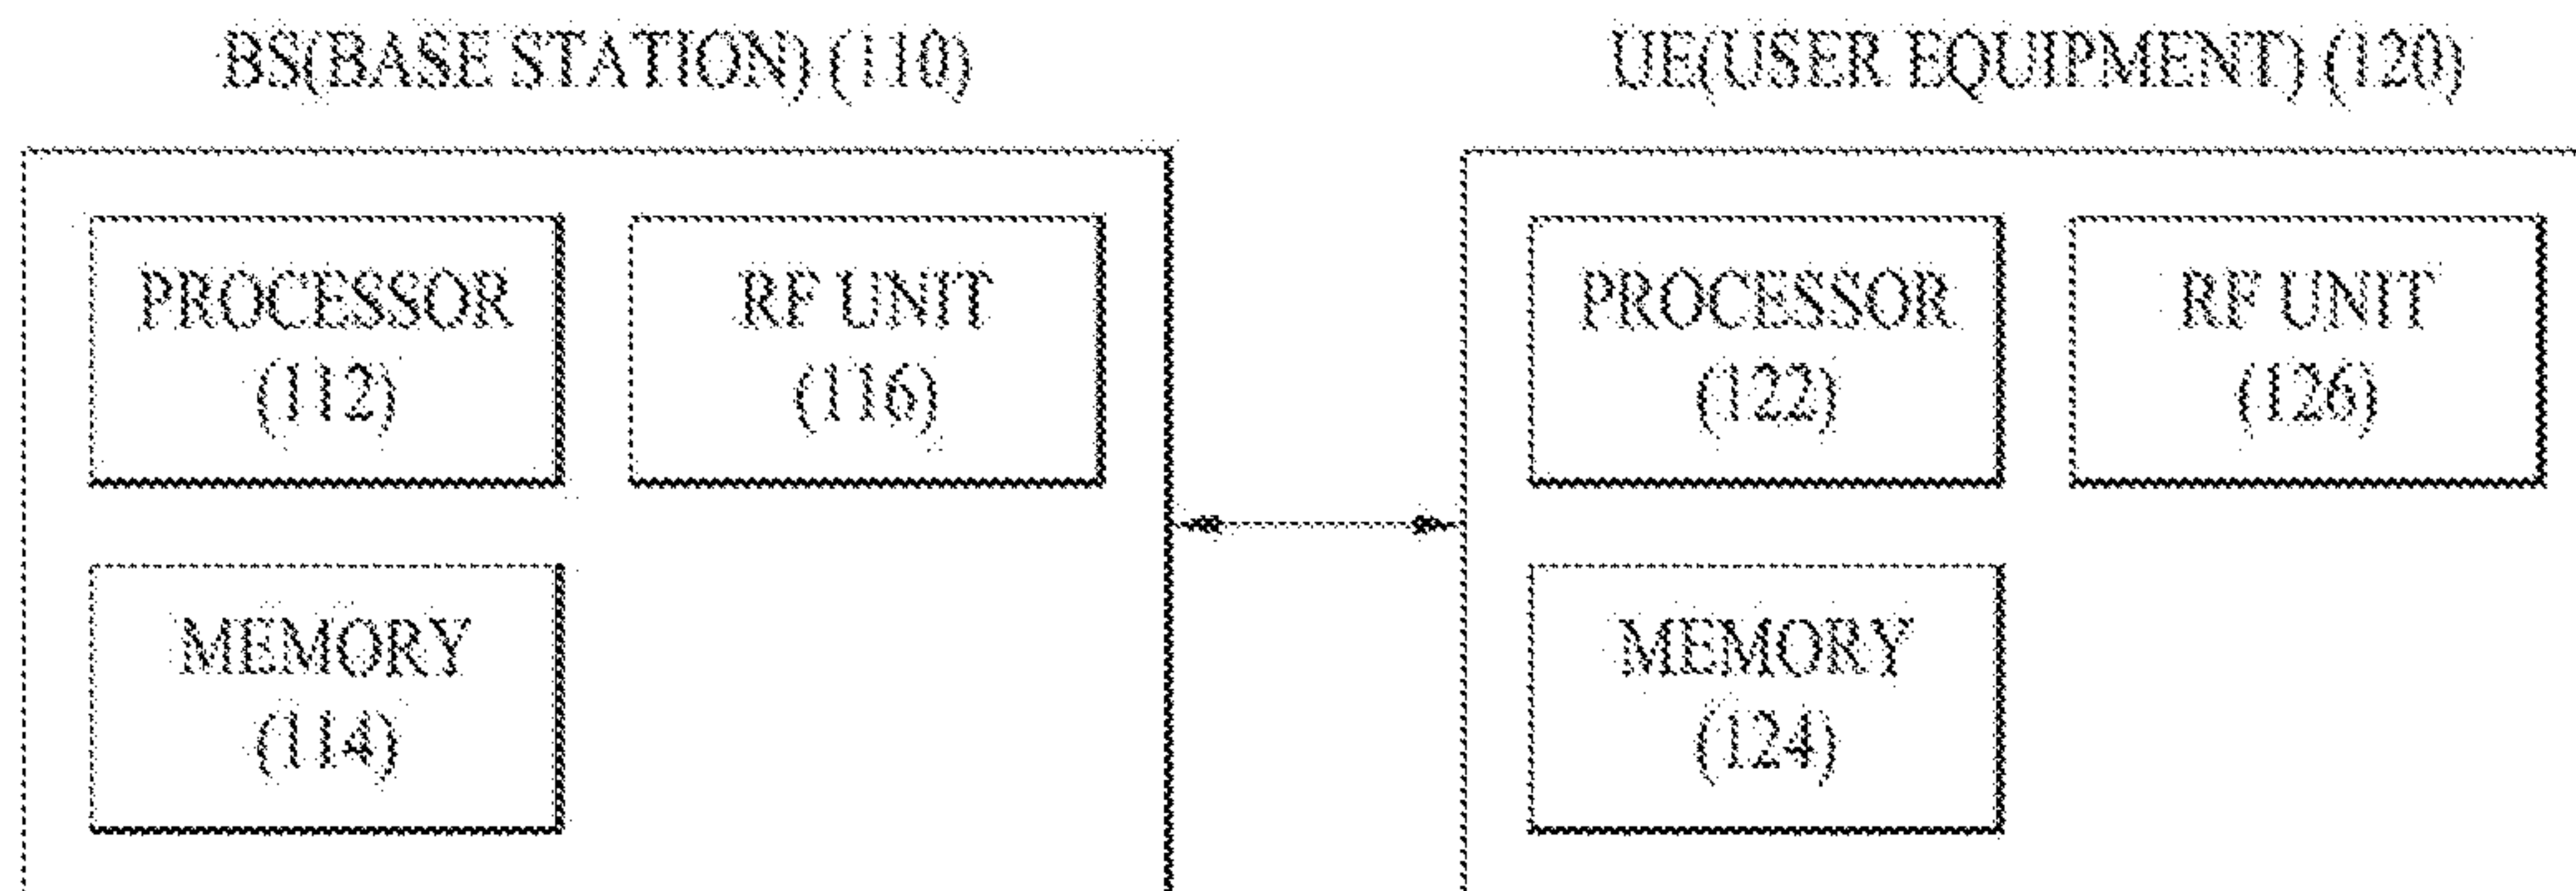 BS(BASE STATION) (110)
UE(USER EQUIPMENT) (120)
PROCESSOR
(112)
RF UNIT
(116)
PROCESSOR
(122)
RF UNIT
(126)
MEMORY
(114)
MEMORY
(124)